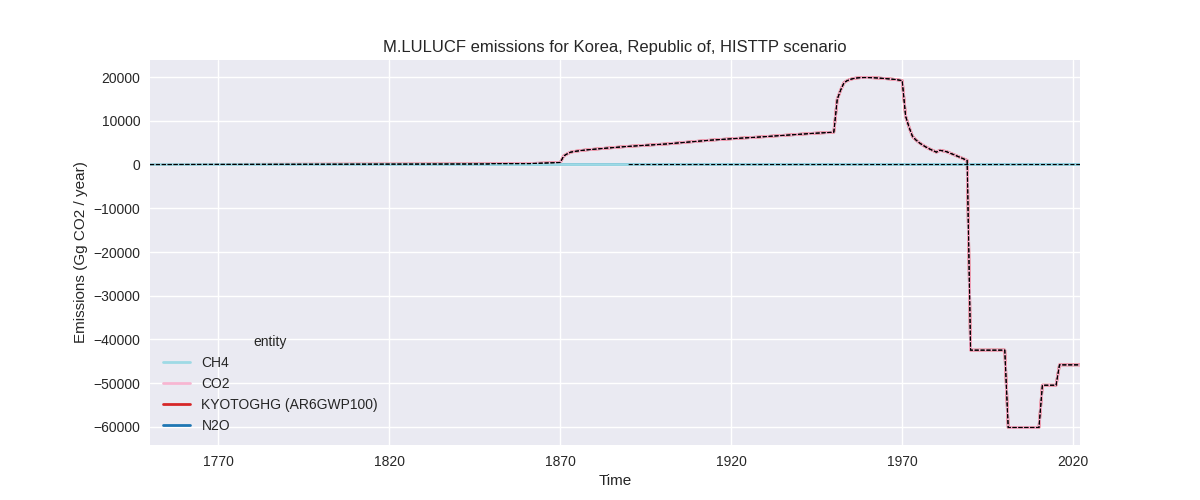 M.LULUCF emissions for Korea, Republic of, HISTTP scenario
20000
10000
0
−10000
−20000
−30000
−40000
−50000
−60000
Emissions (Gg CO2 / year)
entity
CH4
CO2
KYOTOGHG (AR6GWP100)
N2O
1770 1820 1870 1920 1970 2020
Time